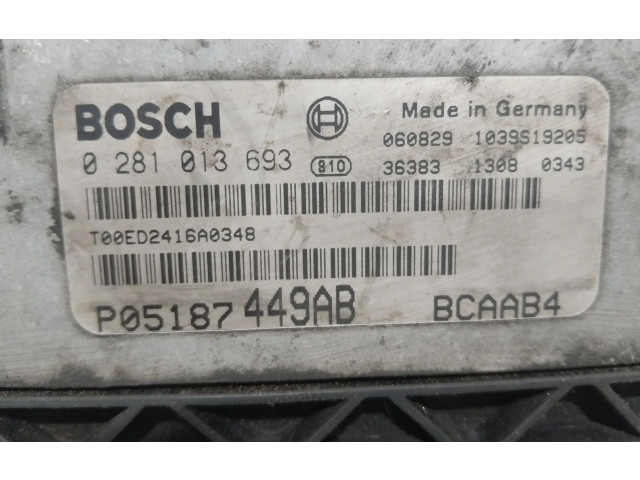 BOSCH Made in Germany
060829 1039S19205
0 281 013 693 810 36383 1308 0343
T00ED2416A0348
P05187449AB BCAAB4